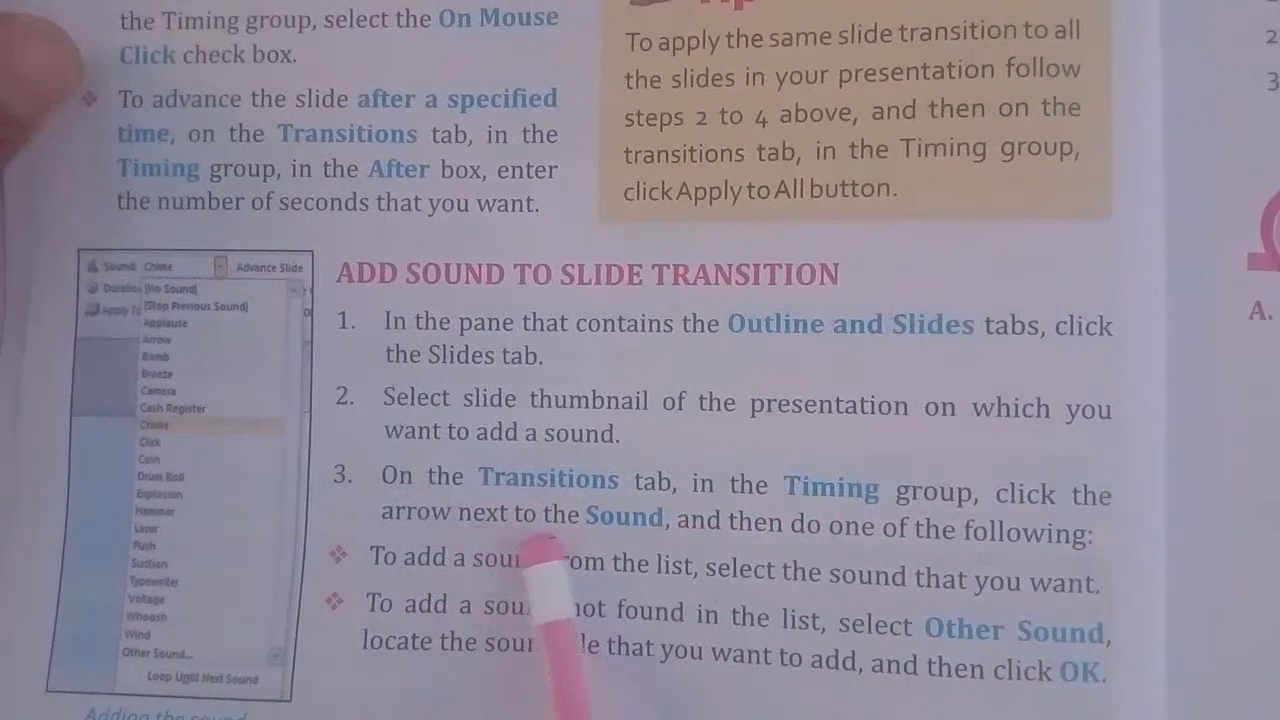 the Timing group, select the On Mouse
Click check box.
❖ To advance the slide after a specified
time, on the Transitions tab, in the
Timing group, in the After box, enter
the number of seconds that you want.
To apply the same slide transition to all
the slides in your presentation follow
steps 2 to 4 above, and then on the
transitions tab, in the Timing group,
click Apply to All button.
Sound: Chime Advance Slide
[No Sound]
[Stop Previous Sound]
Apply To
Applause
Arrow
Bomb
Breeze
Camera
Cash Register
Chime
Click
Coin
Drum Roll
Explosion
Hammer
Laser
Push
Suction
Typewriter
Voltage
Whoosh
Wind
Other Sound...
Loop Until Next Sound
Adding the sound
ADD SOUND TO SLIDE TRANSITION
1. In the pane that contains the Outline and Slides tabs, click
the Slides tab.
2. Select slide thumbnail of the presentation on which you
want to add a sound.
3. On the Transitions tab, in the Timing group, click the
arrow next to the Sound, and then do one of the following:
❖ To add a sou rom the list, select the sound that you want.
❖ To add a sou not found in the list, select Other Sound,
locate the sour le that you want to add, and then click OK.
2
3
A.